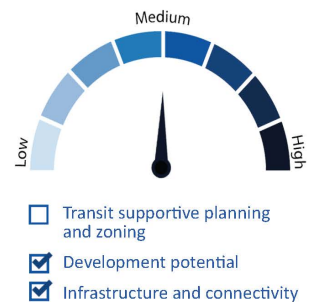 Medium
Low
High
Transit supportive planning
and zoning
Development potential
Infrastructure and connectivity